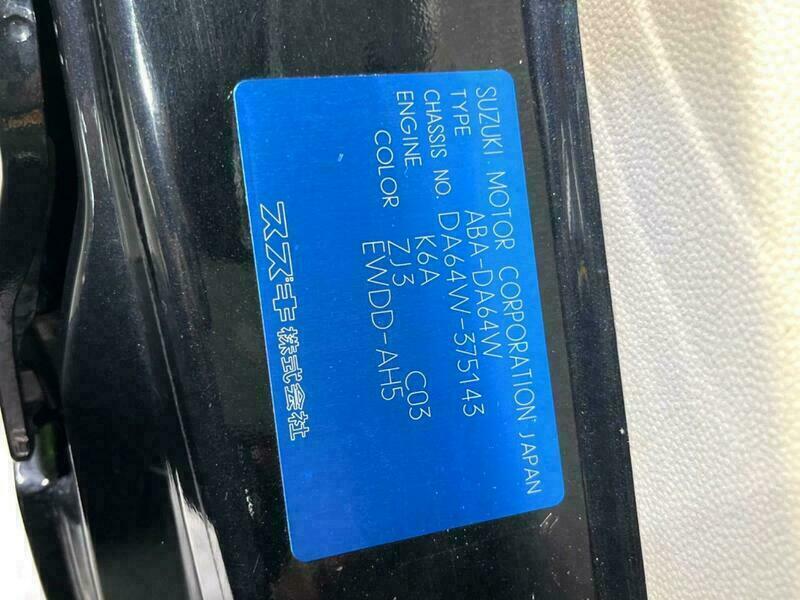 SUZUKI MOTOR CORPORATION JAPAN
TYPE ABA-DA64W
CHASSIS NO. DA64W-375143
ENGINE K6A
COLOR ZJ3 C03
EWDD-AH5
スズキ株式会社